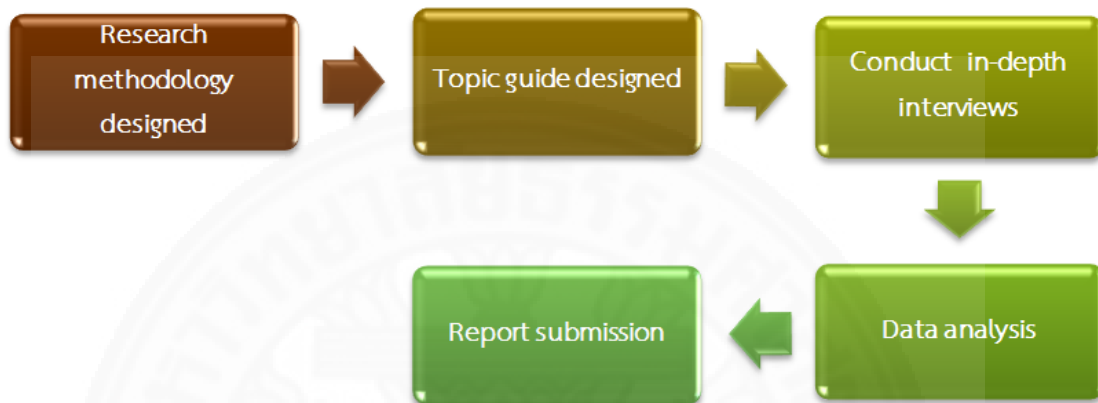 Research
methodology
designed
Topic guide designed
Conduct in-depth
interviews
Data analysis
Report submission